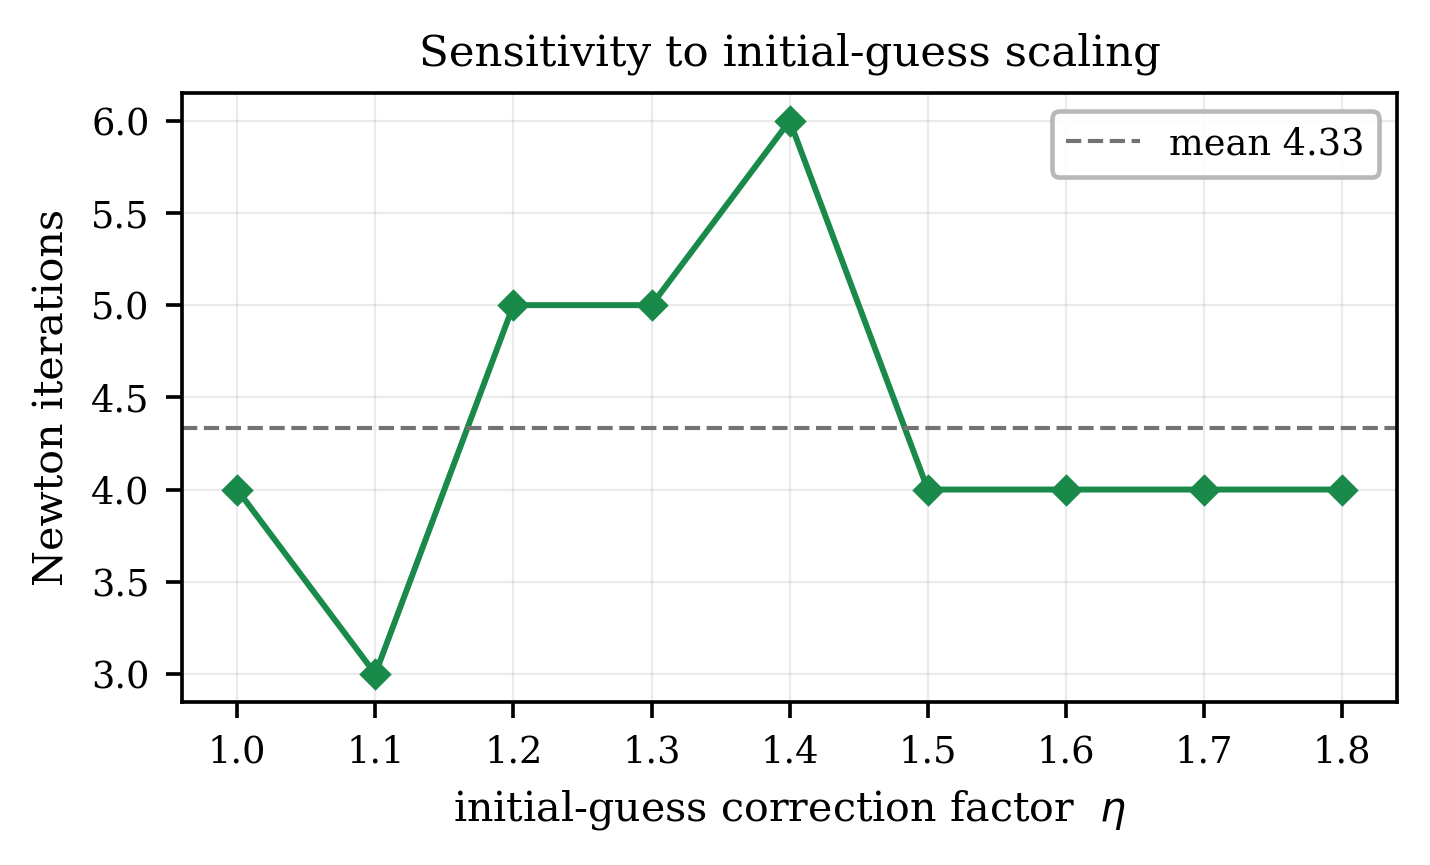 Sensitivity to initial-guess scaling
6.0
5.5
5.0
4.5
4.0
3.5
3.0
Newton iterations
mean 4.33
1.0 1.1 1.2 1.3 1.4 1.5 1.6 1.7 1.8
initial-guess correction factor η